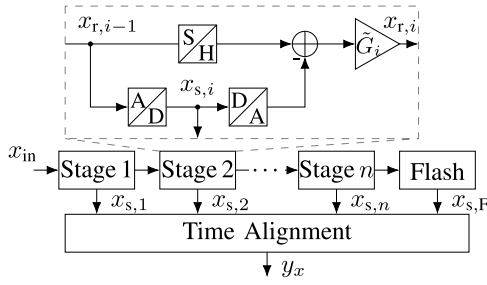 x_{r,i−1} x_{r,i}
S/H - G̃_i
x_{s,i}
A/D D/A
x_in Stage 1 Stage 2 ··· Stage n Flash
x_{s,1} x_{s,2} x_{s,n} x_{s,F}
Time Alignment
y_x